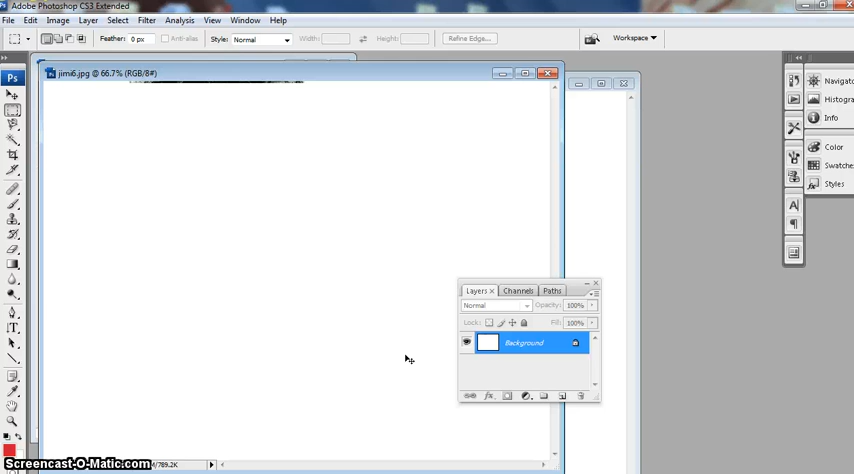 Adobe Photoshop CS3 Extended
File Edit Image Layer Select Filter Analysis View Window Help
Feather: 0 px Anti-alias Style: Normal Width: Height: Refine Edge... Workspace
Ps
jimi6.jpg @ 66.7% (RGB/8#)
Navigato
Histogra
Info
Color
Swatche
Styles
Layers Channels Paths
Normal Opacity: 100%
Lock: Fill: 100%
Background
Screencast-O-Matic.com /789.2K